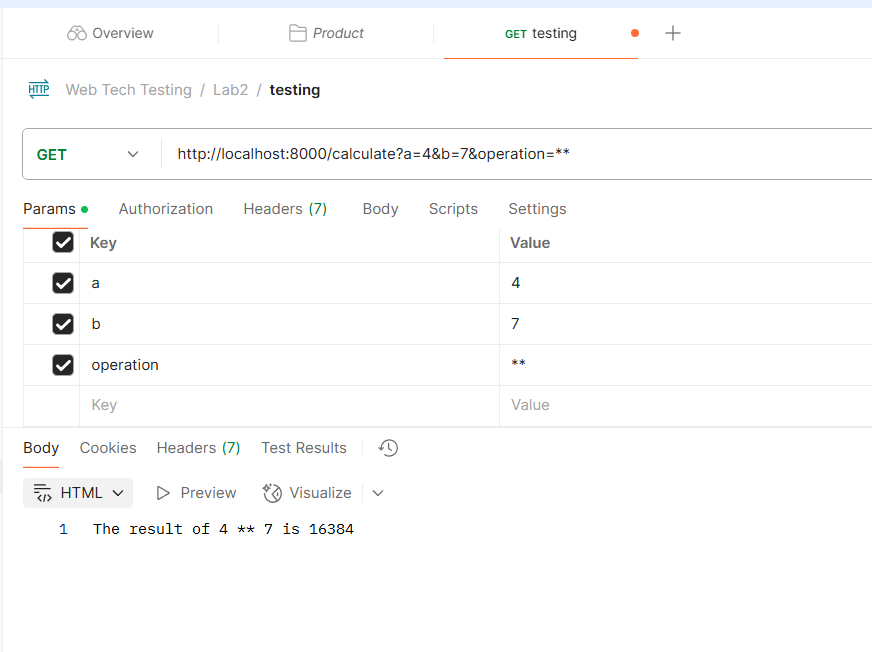 Overview Product GET testing
HTTP Web Tech Testing / Lab2 / testing
GET http://localhost:8000/calculate?a=4&b=7&operation=**
Params Authorization Headers (7) Body Scripts Settings
Key Value
a 4
b 7
operation **
Key Value
Body Cookies Headers (7) Test Results
HTML Preview Visualize
1 The result of 4 ** 7 is 16384